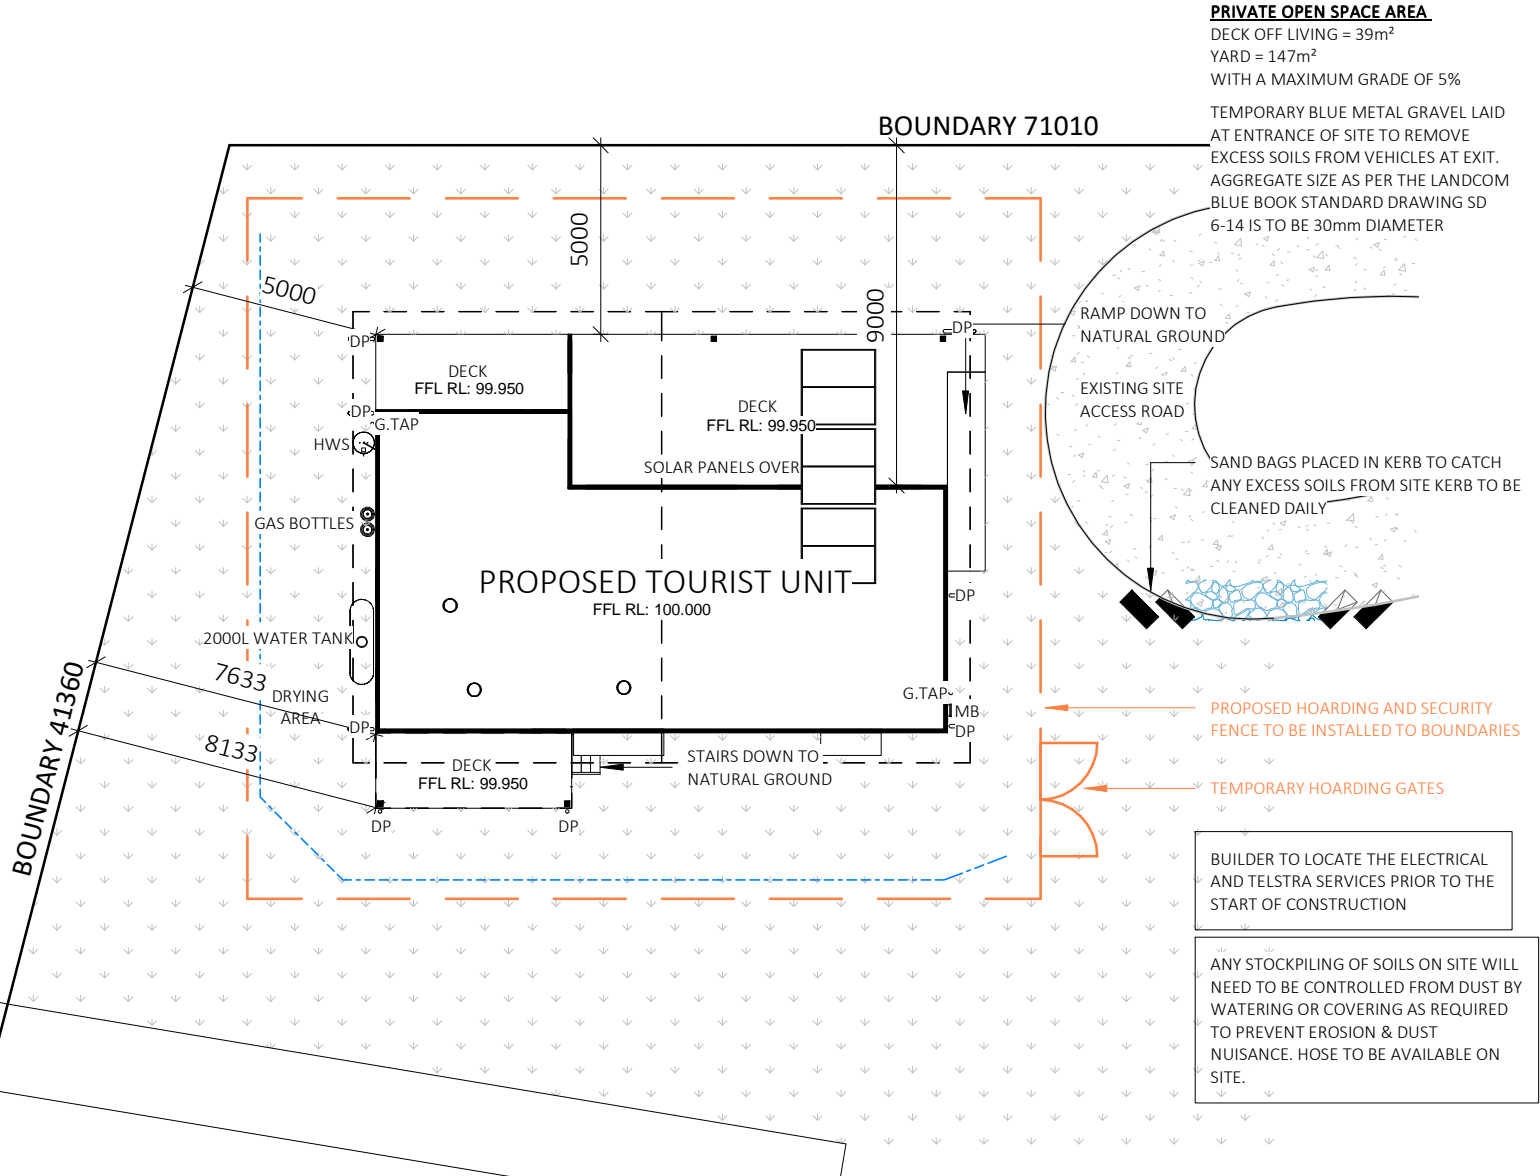 PRIVATE OPEN SPACE AREA
DECK OFF LIVING = 39m²
YARD = 147m²
WITH A MAXIMUM GRADE OF 5%
TEMPORARY BLUE METAL GRAVEL LAID
AT ENTRANCE OF SITE TO REMOVE
EXCESS SOILS FROM VEHICLES AT EXIT.
AGGREGATE SIZE AS PER THE LANDCOM
BLUE BOOK STANDARD DRAWING SD
6-14 IS TO BE 30mm DIAMETER
BOUNDARY 71010
5000
5000
9000
DP
DP
RAMP DOWN TO
NATURAL GROUND
DECK
FFL RL: 99.950
EXISTING SITE
ACCESS ROAD
DP
G.TAP
DECK
FFL RL: 99.950
HWS
SOLAR PANELS OVER
SAND BAGS PLACED IN KERB TO CATCH
ANY EXCESS SOILS FROM SITE KERB TO BE
CLEANED DAILY
GAS BOTTLES
PROPOSED TOURIST UNIT
FFL RL: 100.000
DP
2000L WATER TANK
7633
DRYING
AREA
G.TAP
MB
DP
DP
PROPOSED HOARDING AND SECURITY
FENCE TO BE INSTALLED TO BOUNDARIES
BOUNDARY 41360
8133
DECK
FFL RL: 99.950
STAIRS DOWN TO
NATURAL GROUND
TEMPORARY HOARDING GATES
DP
DP
BUILDER TO LOCATE THE ELECTRICAL
AND TELSTRA SERVICES PRIOR TO THE
START OF CONSTRUCTION
ANY STOCKPILING OF SOILS ON SITE WILL
NEED TO BE CONTROLLED FROM DUST BY
WATERING OR COVERING AS REQUIRED
TO PREVENT EROSION & DUST
NUISANCE. HOSE TO BE AVAILABLE ON
SITE.